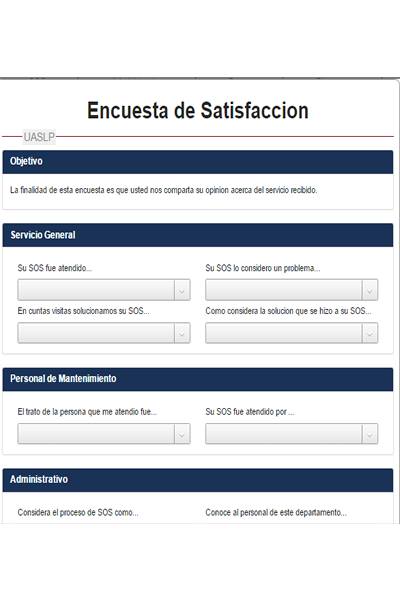 Encuesta de Satisfaccion
UASLP
Objetivo
La finalidad de esta encuesta es que usted nos comparta su opinion acerca del servicio recibido.
Servicio General
Su SOS fue atendido...
Su SOS lo considero un problema...
En cuntas visitas solucionamos su SOS...
Como considera la solucion que se hizo a su SOS...
Personal de Mantenimiento
El trato de la persona que me atendio fue...
Su SOS fue atendido por ...
Administrativo
Considera el proceso de SOS como...
Conoce al personal de este departamento...